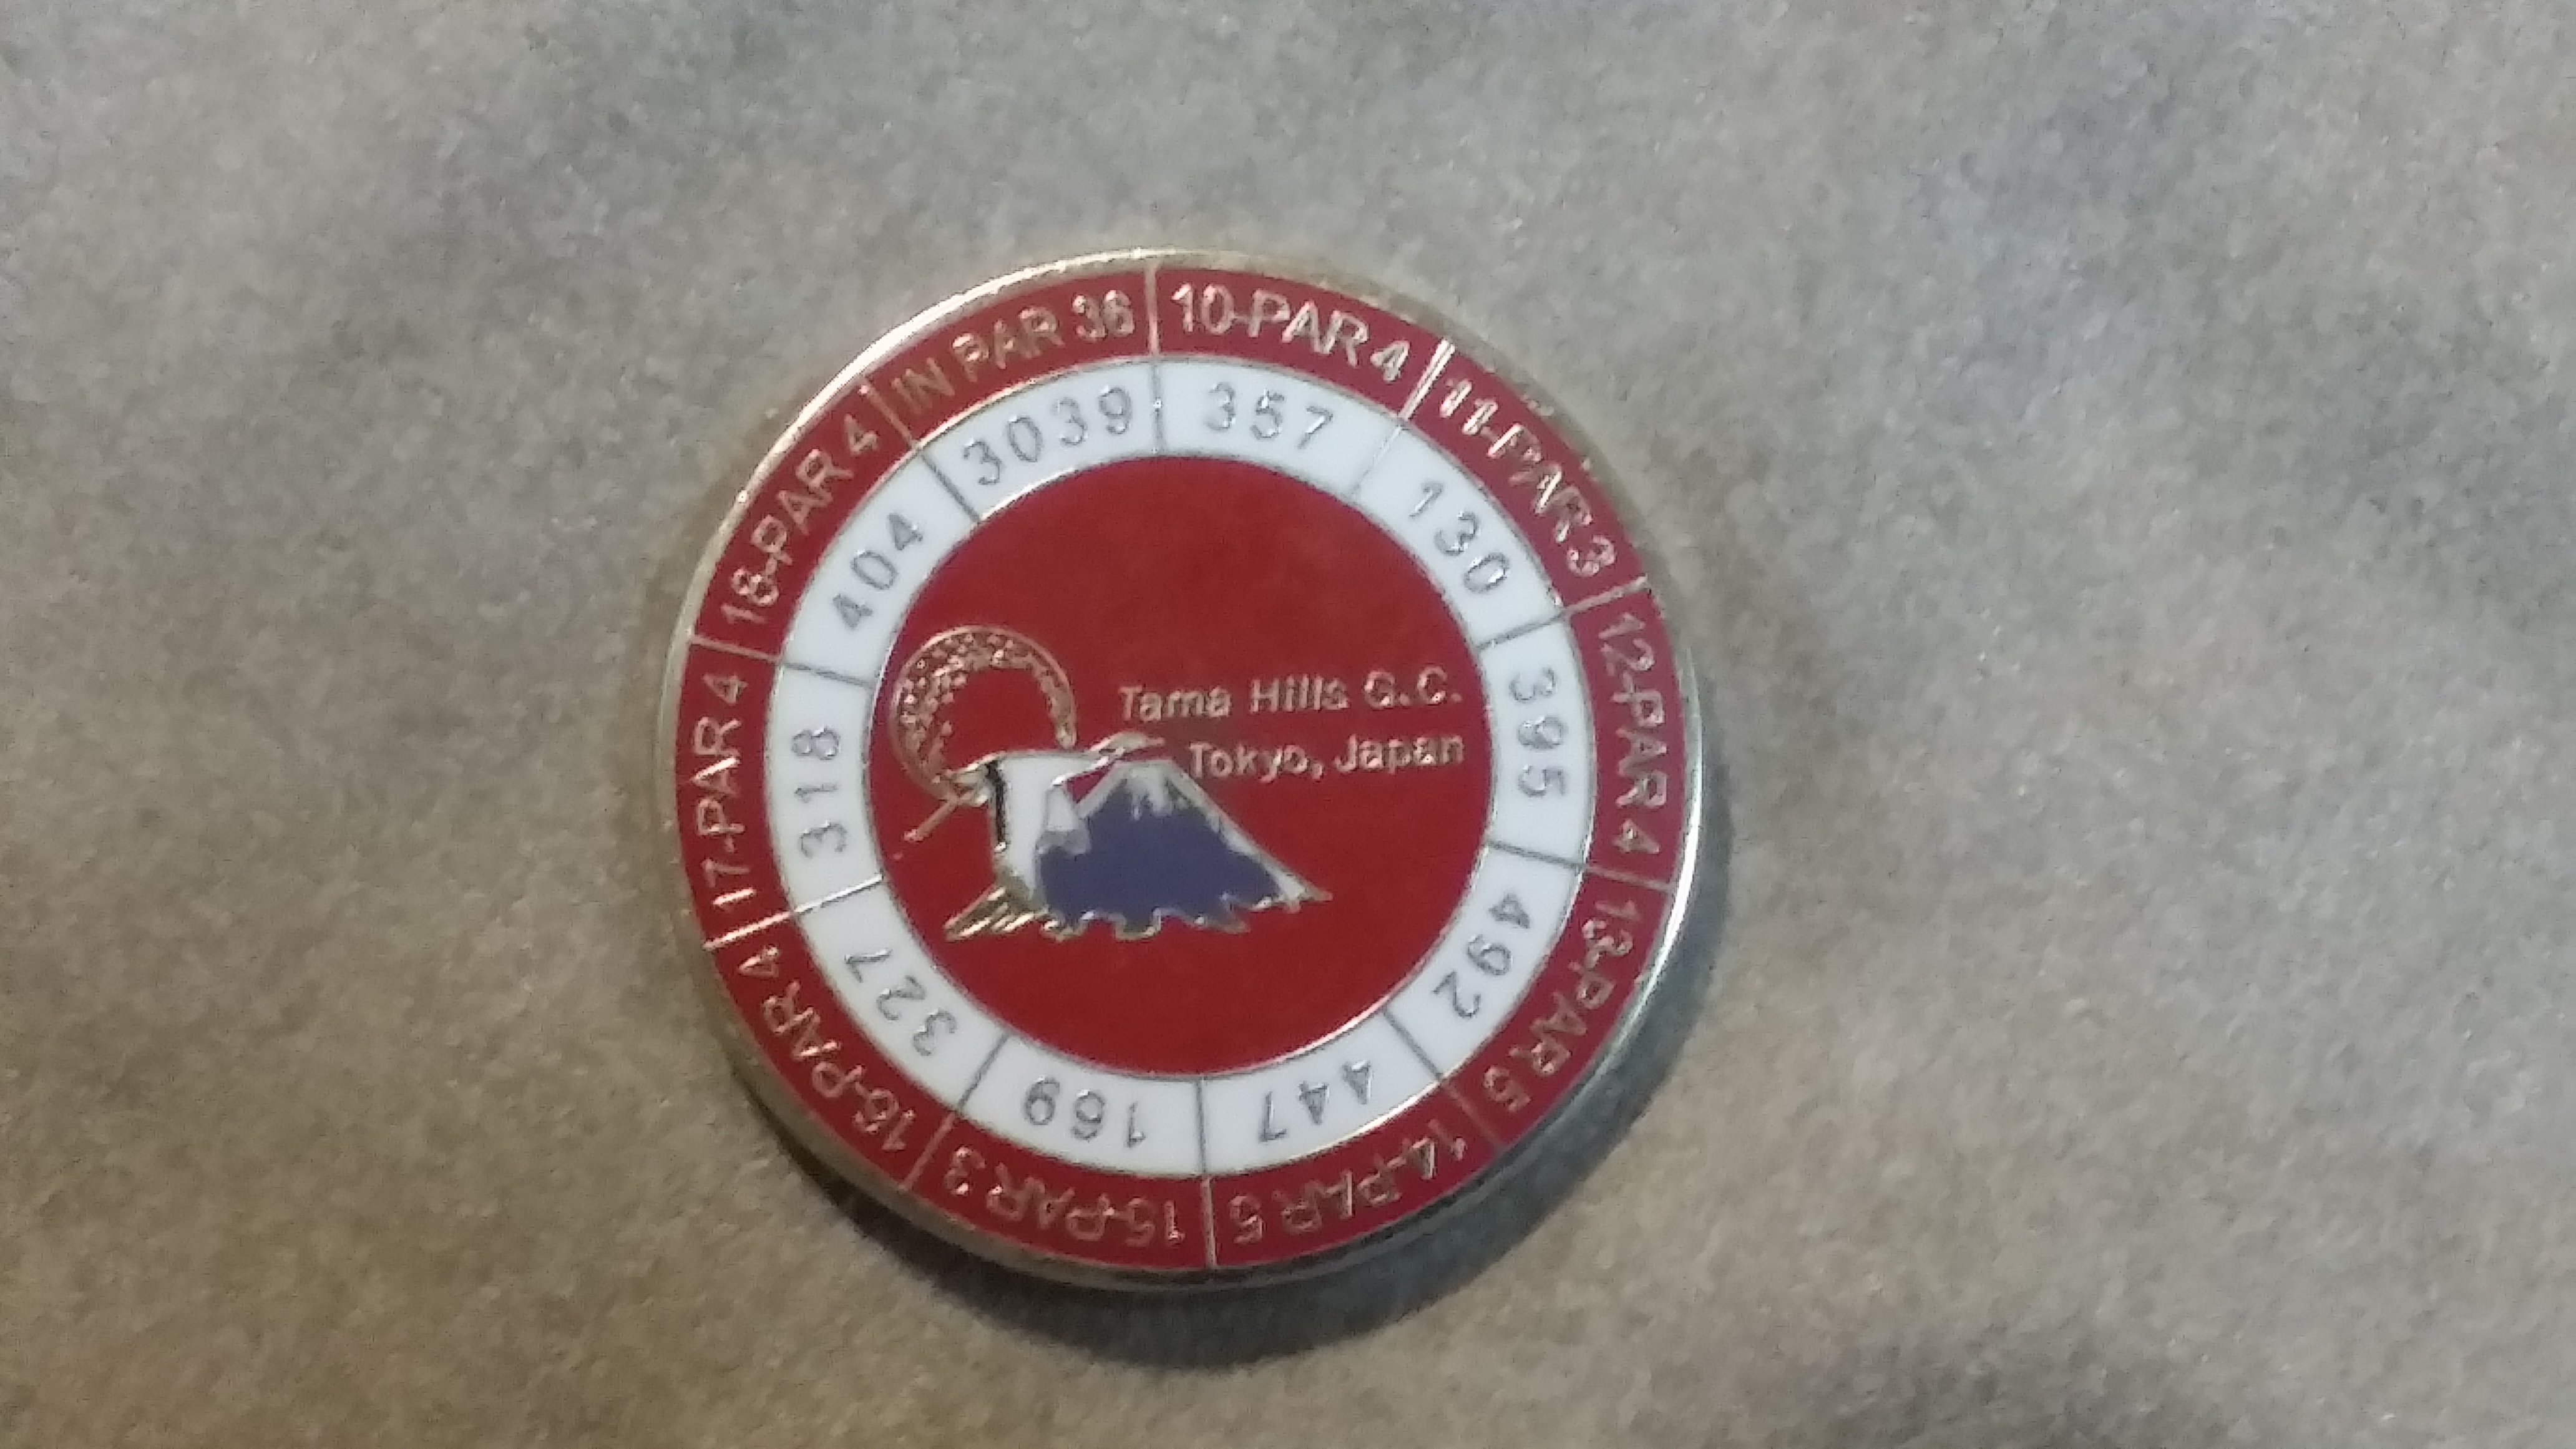 10-PAR 4
11-PAR 3
12-PAR 4
13-PAR 5
14-PAR 5
15-PAR 3
16-PAR 4
17-PAR 4
18-PAR 4
IN PAR 36
357
130
395
492
447
169
327
318
404
3039
Tama Hills G.C.
Tokyo, Japan